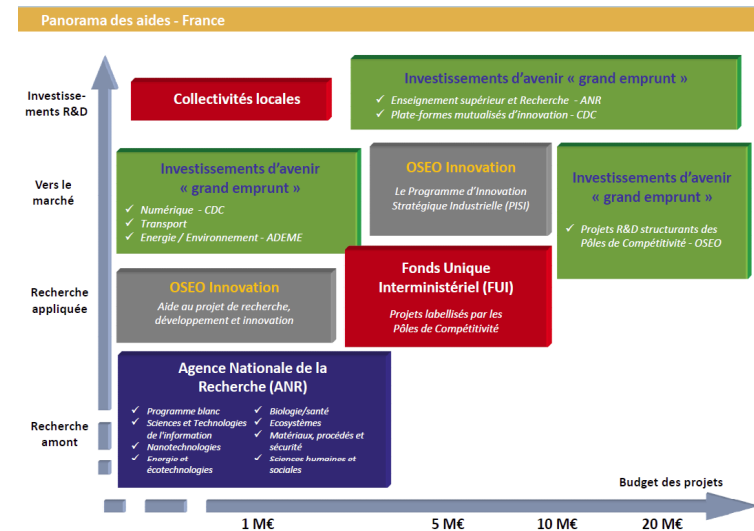 Panorama des aides - France
Investisse-
ments R&D
Collectivités locales
Investissements d'avenir « grand emprunt »
✓ Enseignement supérieur et Recherche - ANR
✓ Plate-formes mutualisés d'innovation - CDC
Vers le
marché
Investissements d'avenir
« grand emprunt »
✓ Numérique - CDC
✓ Transport
✓ Energie / Environnement - ADEME
OSEO Innovation
Le Programme d'Innovation
Stratégique Industrielle (PISI)
Investissements d'avenir
« grand emprunt »
✓ Projets R&D structurants des
Pôles de Compétitivité - OSEO
Recherche
appliquée
OSEO Innovation
Aide au projet de recherche,
développement et innovation
Fonds Unique
Interministériel (FUI)
Projets labellisés par les
Pôles de Compétitivité
Recherche
amont
Agence Nationale de la
Recherche (ANR)
✓ Programme blanc
✓ Sciences et Technologies
de l'information
✓ Nanotechnologies
✓ Energie et
écotechnologies
✓ Biologie/santé
✓ Ecosystèmes
✓ Matériaux, procédés et
sécurité
✓ Sciences humaines et
sociales
Budget des projets
1 M€
5 M€
10 M€
20 M€